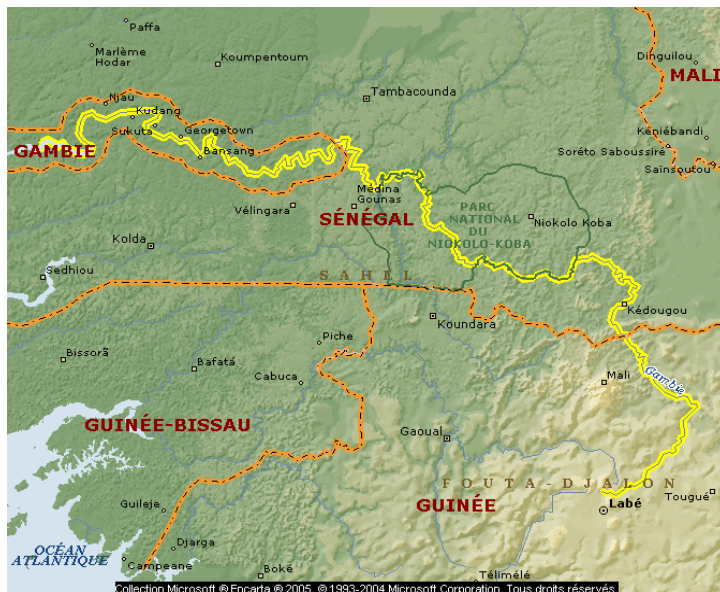 Paffa
Marlème
Hodar
Koumpentoum
Dinguilou
MALI
Tambacounda
Njau
Kudang
Sukuta
Georgetown
Kéniébandi
GAMBIE
Bansang
Soréto Saboussiré
Sainsoutou
Médina
Gounas
PARC
NATIONAL
DU
NIOKOLO-KOBA
Niokolo Koba
Vélingara
SÉNÉGAL
Kolda
Sedhiou
SAHEL
Kédougou
Koundara
Piche
Bissorã
Bafatá
Cabuca
Mali
Gambie
GUINÉE-BISSAU
Gaoual
FOUTA-DJALON
Tougué
GUINÉE
Labé
Guileje
OCÉAN
ATLANTIQUE
Djarga
Campeane
Boké
Télimélé
Collection Microsoft ® Encarta ® 2005. © 1993-2004 Microsoft Corporation. Tous droits réservés.